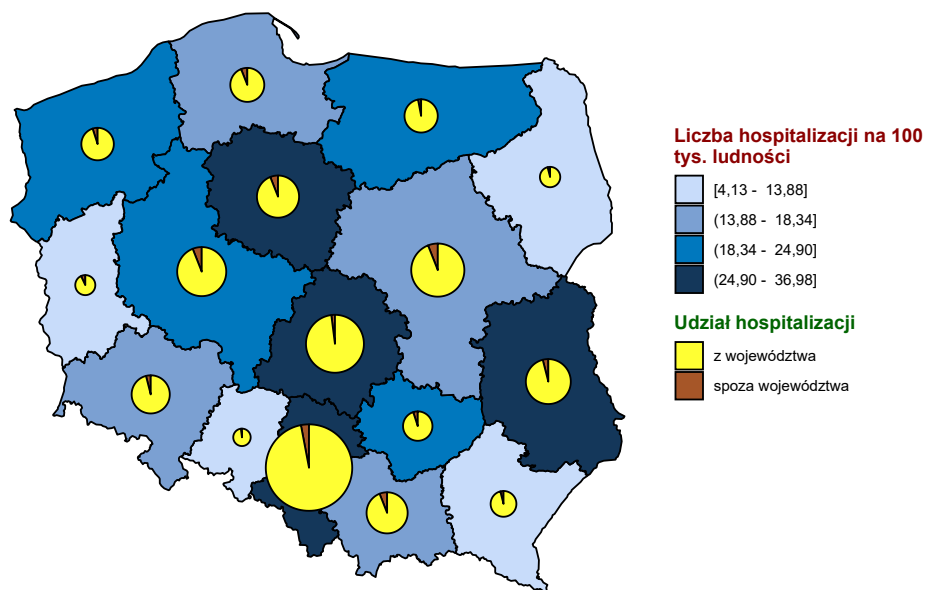 Liczba hospitalizacji na 100
tys. ludności
[4,13 - 13,88]
(13,88 - 18,34]
(18,34 - 24,90]
(24,90 - 36,98]
Udział hospitalizacji
z województwa
spoza województwa